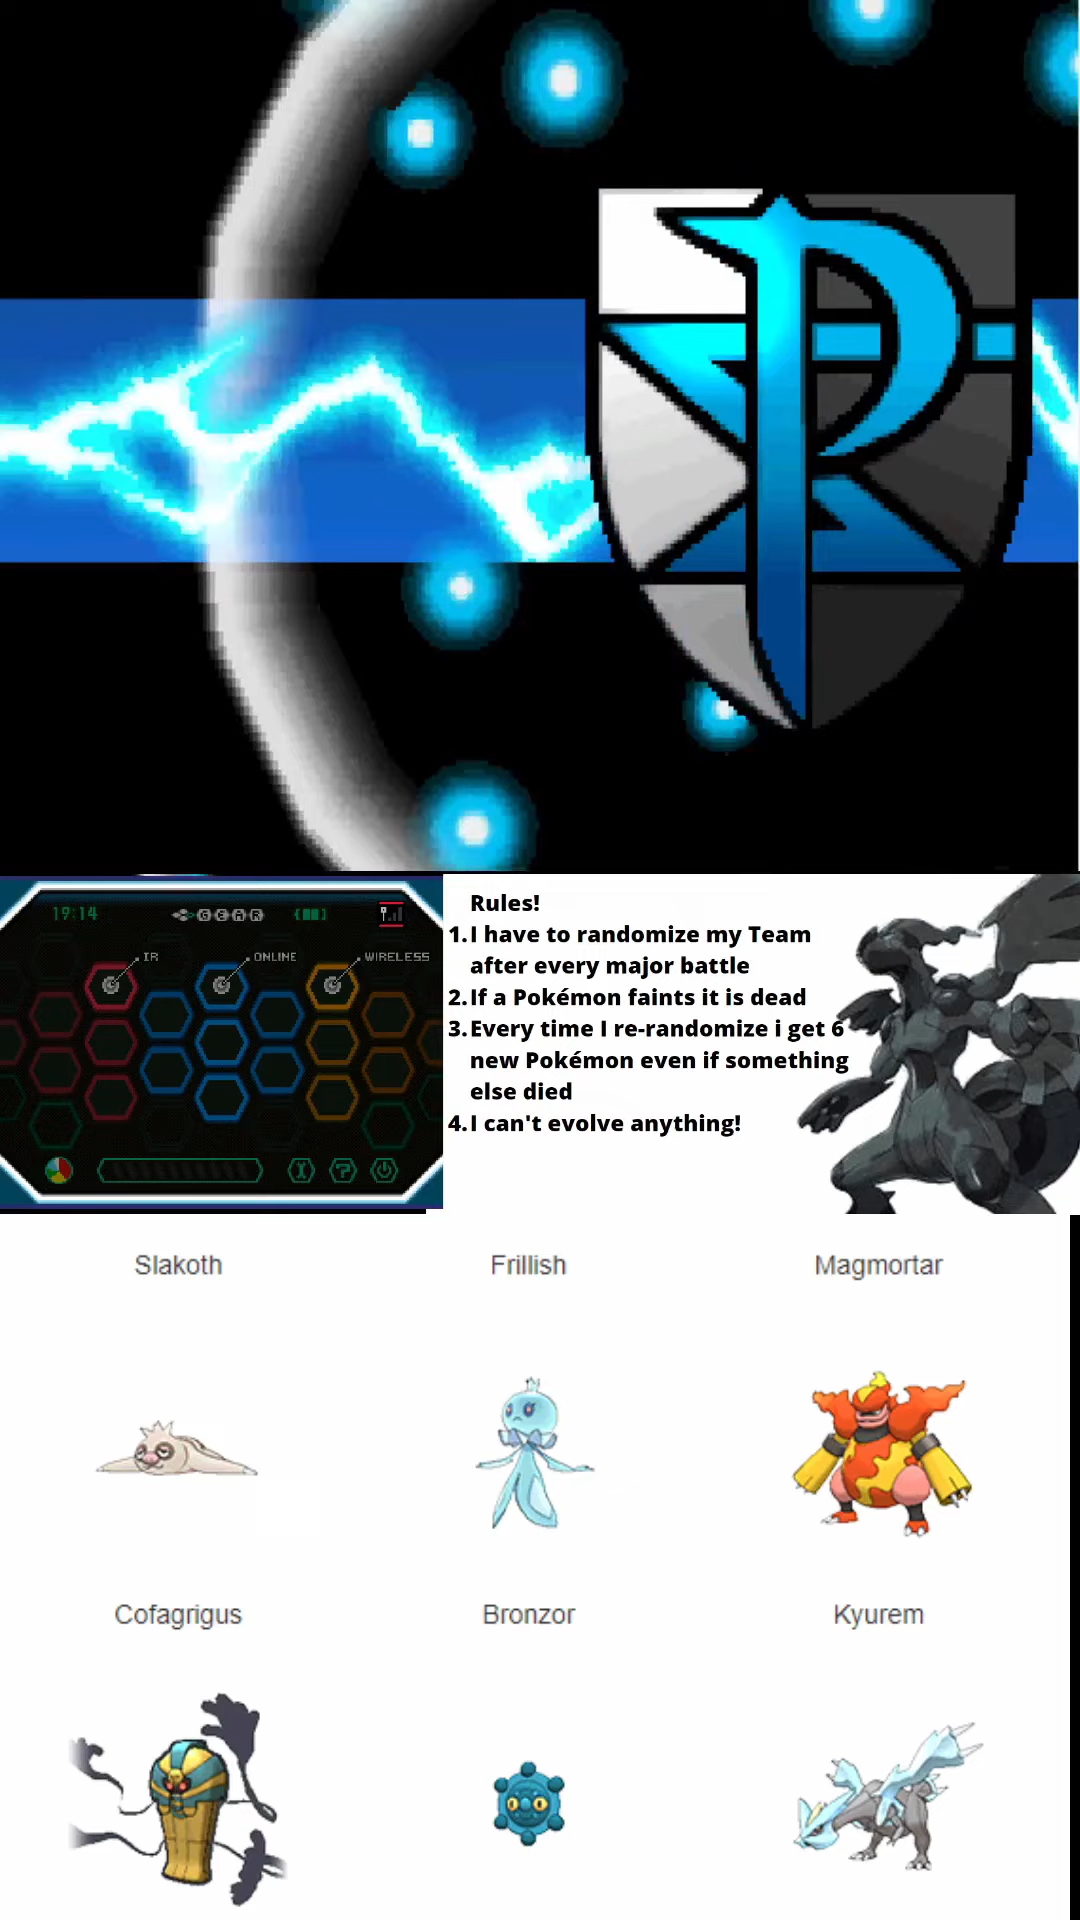 19:14
C GEAR
IR
ONLINE
WIRELESS
Rules!
1. I have to randomize my Team
after every major battle
2. If a Pokémon faints it is dead
3. Every time I re-randomize i get 6
new Pokémon even if something
else died
4. I can't evolve anything!
Slakoth
Frillish
Magmortar
Cofagrigus
Bronzor
Kyurem